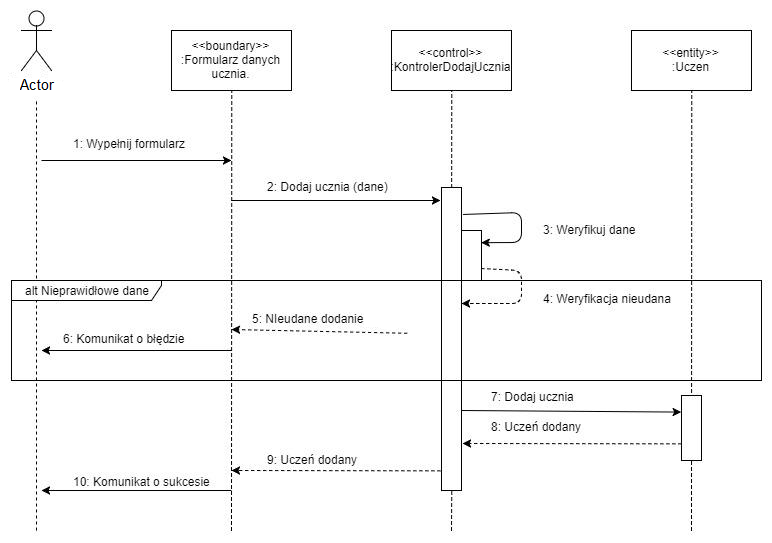 Actor
<<boundary>>
:Formularz danych
ucznia.
<<control>>
:KontrolerDodajUcznia
<<entity>>
:Uczen
1: Wypełnij formularz
2: Dodaj ucznia (dane)
3: Weryfikuj dane
alt Nieprawidłowe dane
4: Weryfikacja nieudana
5: Nieudane dodanie
6: Komunikat o błędzie
7: Dodaj ucznia
8: Uczeń dodany
9: Uczeń dodany
10: Komunikat o sukcesie